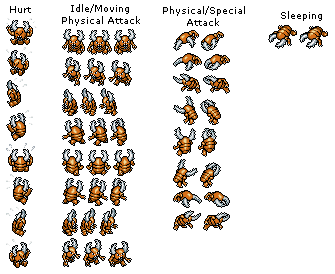 Hurt
Idle/Moving
Physical Attack
Physical/Special
Attack
Sleeping